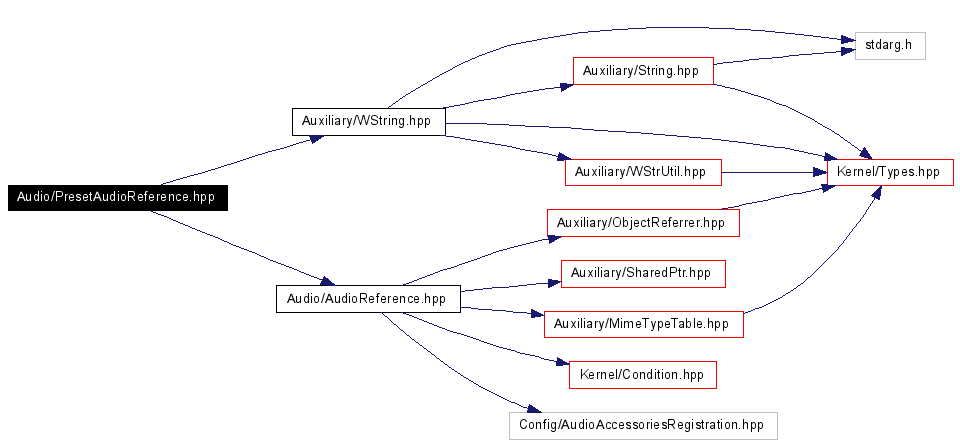 stdarg.h
Auxiliary/String.hpp
Auxiliary/WString.hpp
Auxiliary/WStrUtil.hpp
Kernel/Types.hpp
Audio/PresetAudioReference.hpp
Auxiliary/ObjectReferrer.hpp
Auxiliary/SharedPtr.hpp
Audio/AudioReference.hpp
Auxiliary/MimeTypeTable.hpp
Kernel/Condition.hpp
Config/AudioAccessoriesRegistration.hpp